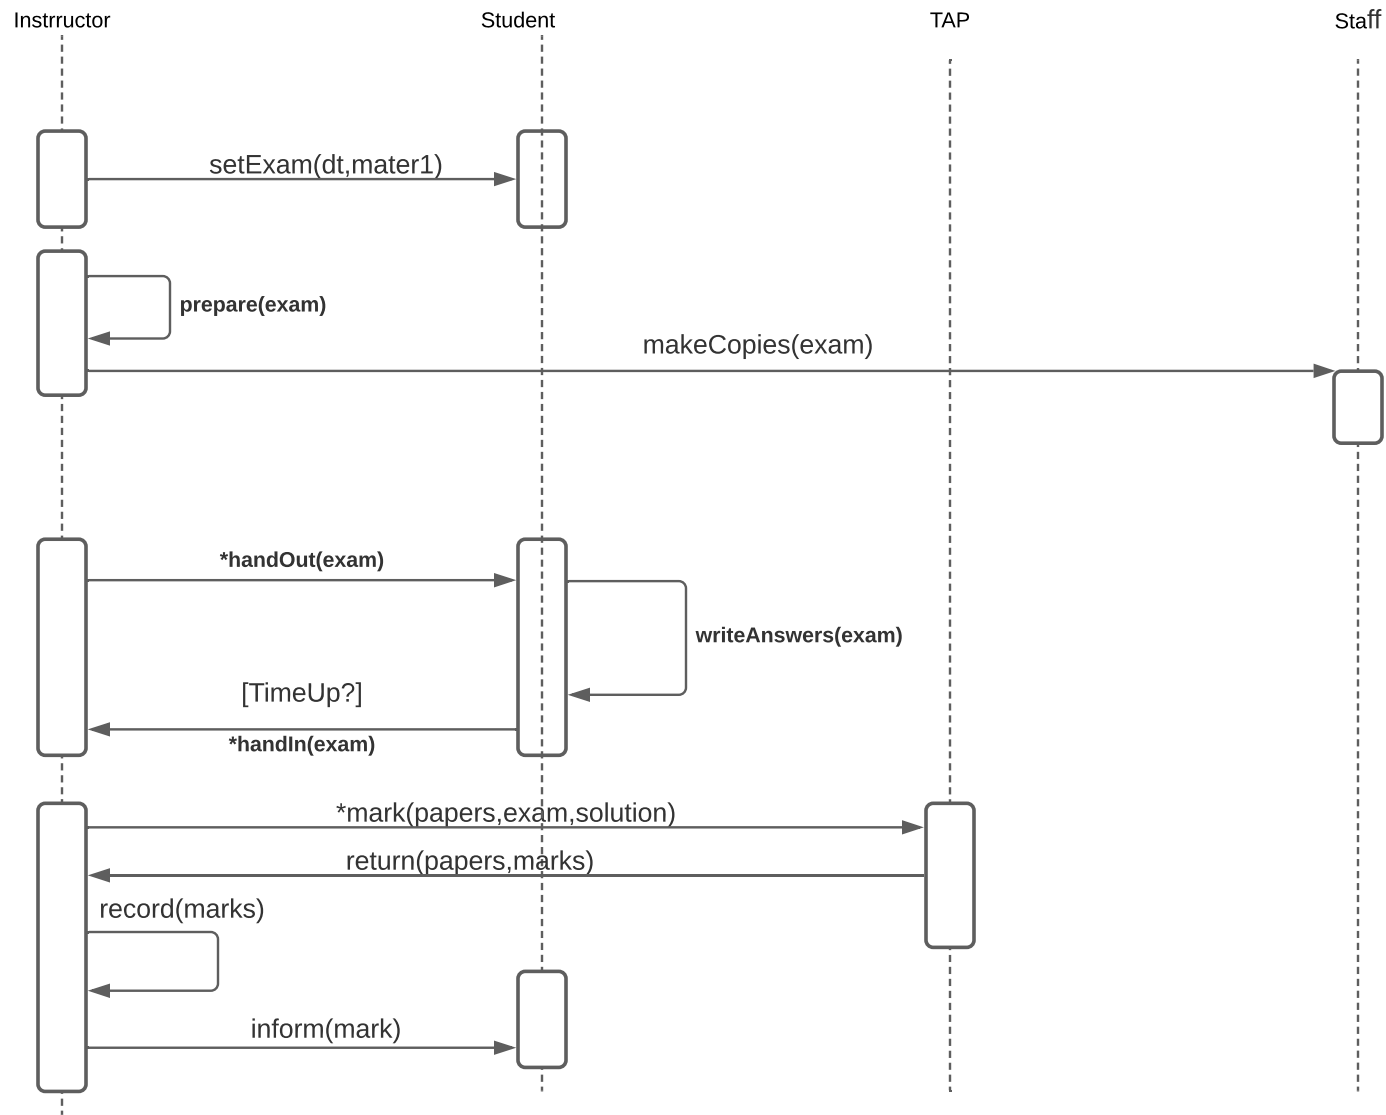 Instrructor
Student
TAP
Staff
setExam(dt,mater1)
prepare(exam)
makeCopies(exam)
*handOut(exam)
writeAnswers(exam)
[TimeUp?]
*handIn(exam)
*mark(papers,exam,solution)
return(papers,marks)
record(marks)
inform(mark)